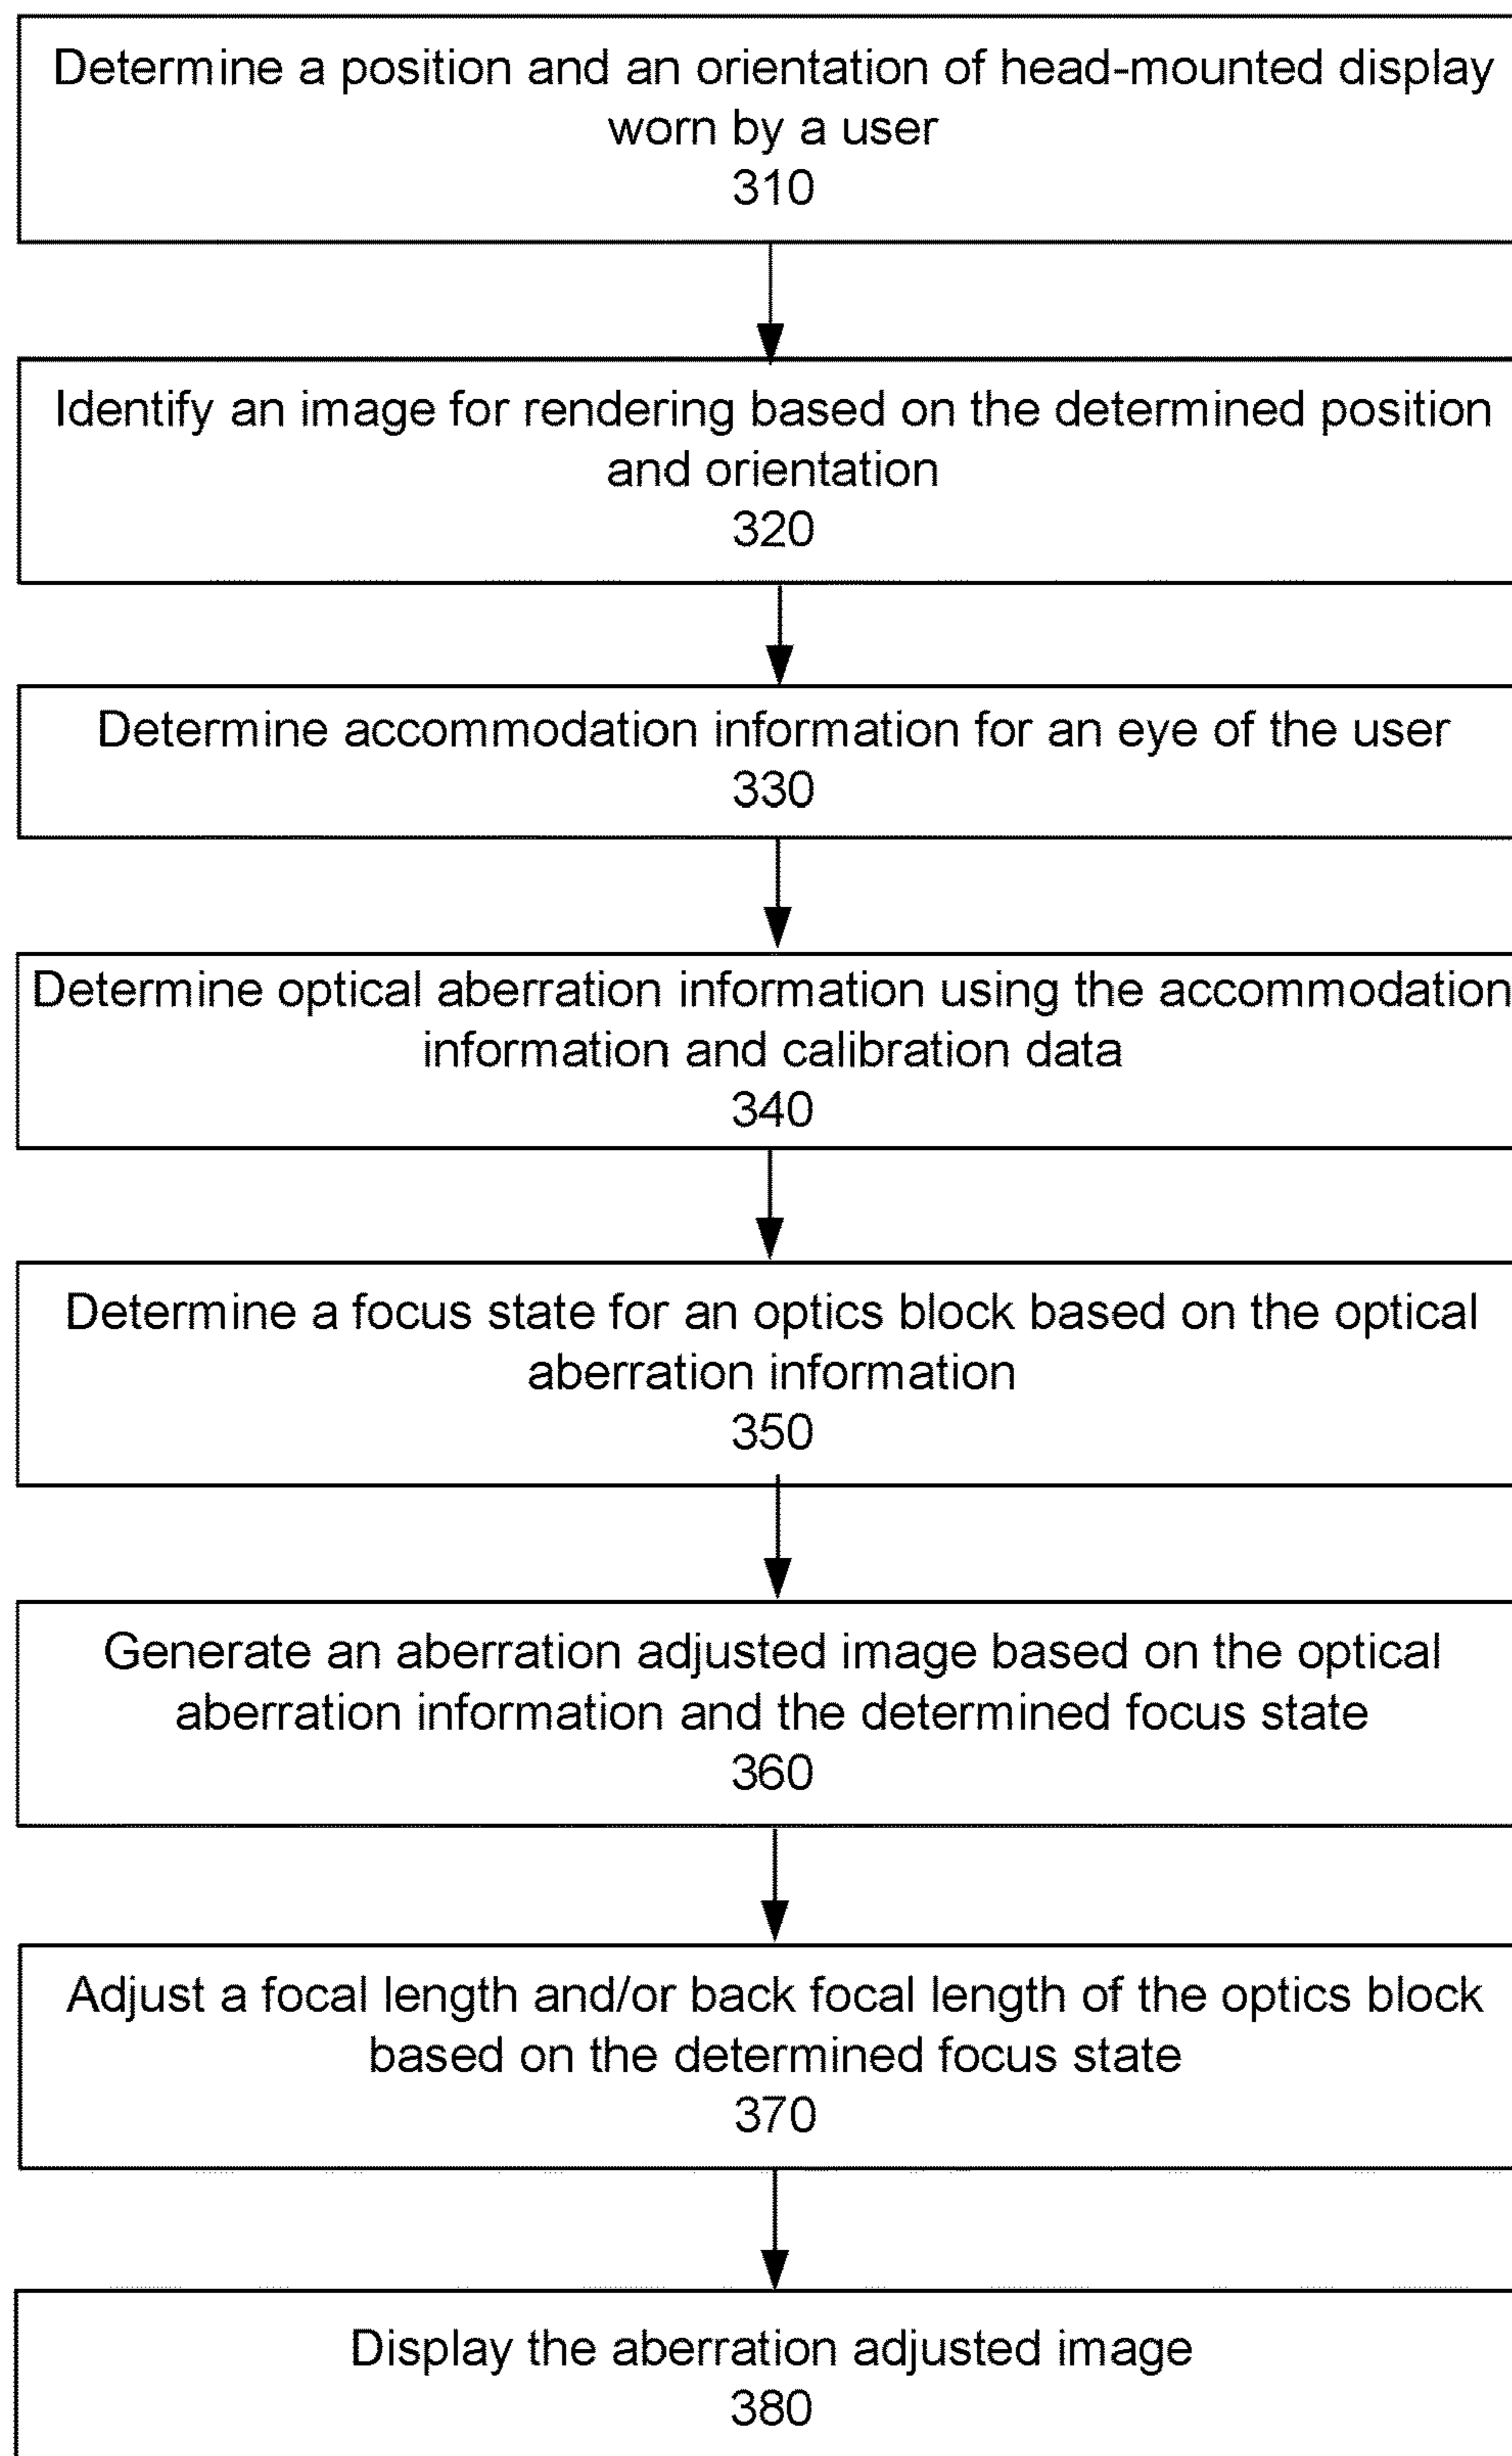 Determine a position and an orientation of head-mounted display
worn by a user
310
Identify an image for rendering based on the determined position
and orientation
320
Determine accommodation information for an eye of the user
330
Determine optical aberration information using the accommodation
information and calibration data
340
Determine a focus state for an optics block based on the optical
aberration information
350
Generate an aberration adjusted image based on the optical
aberration information and the determined focus state
360
Adjust a focal length and/or back focal length of the optics block
based on the determined focus state
370
Display the aberration adjusted image
380